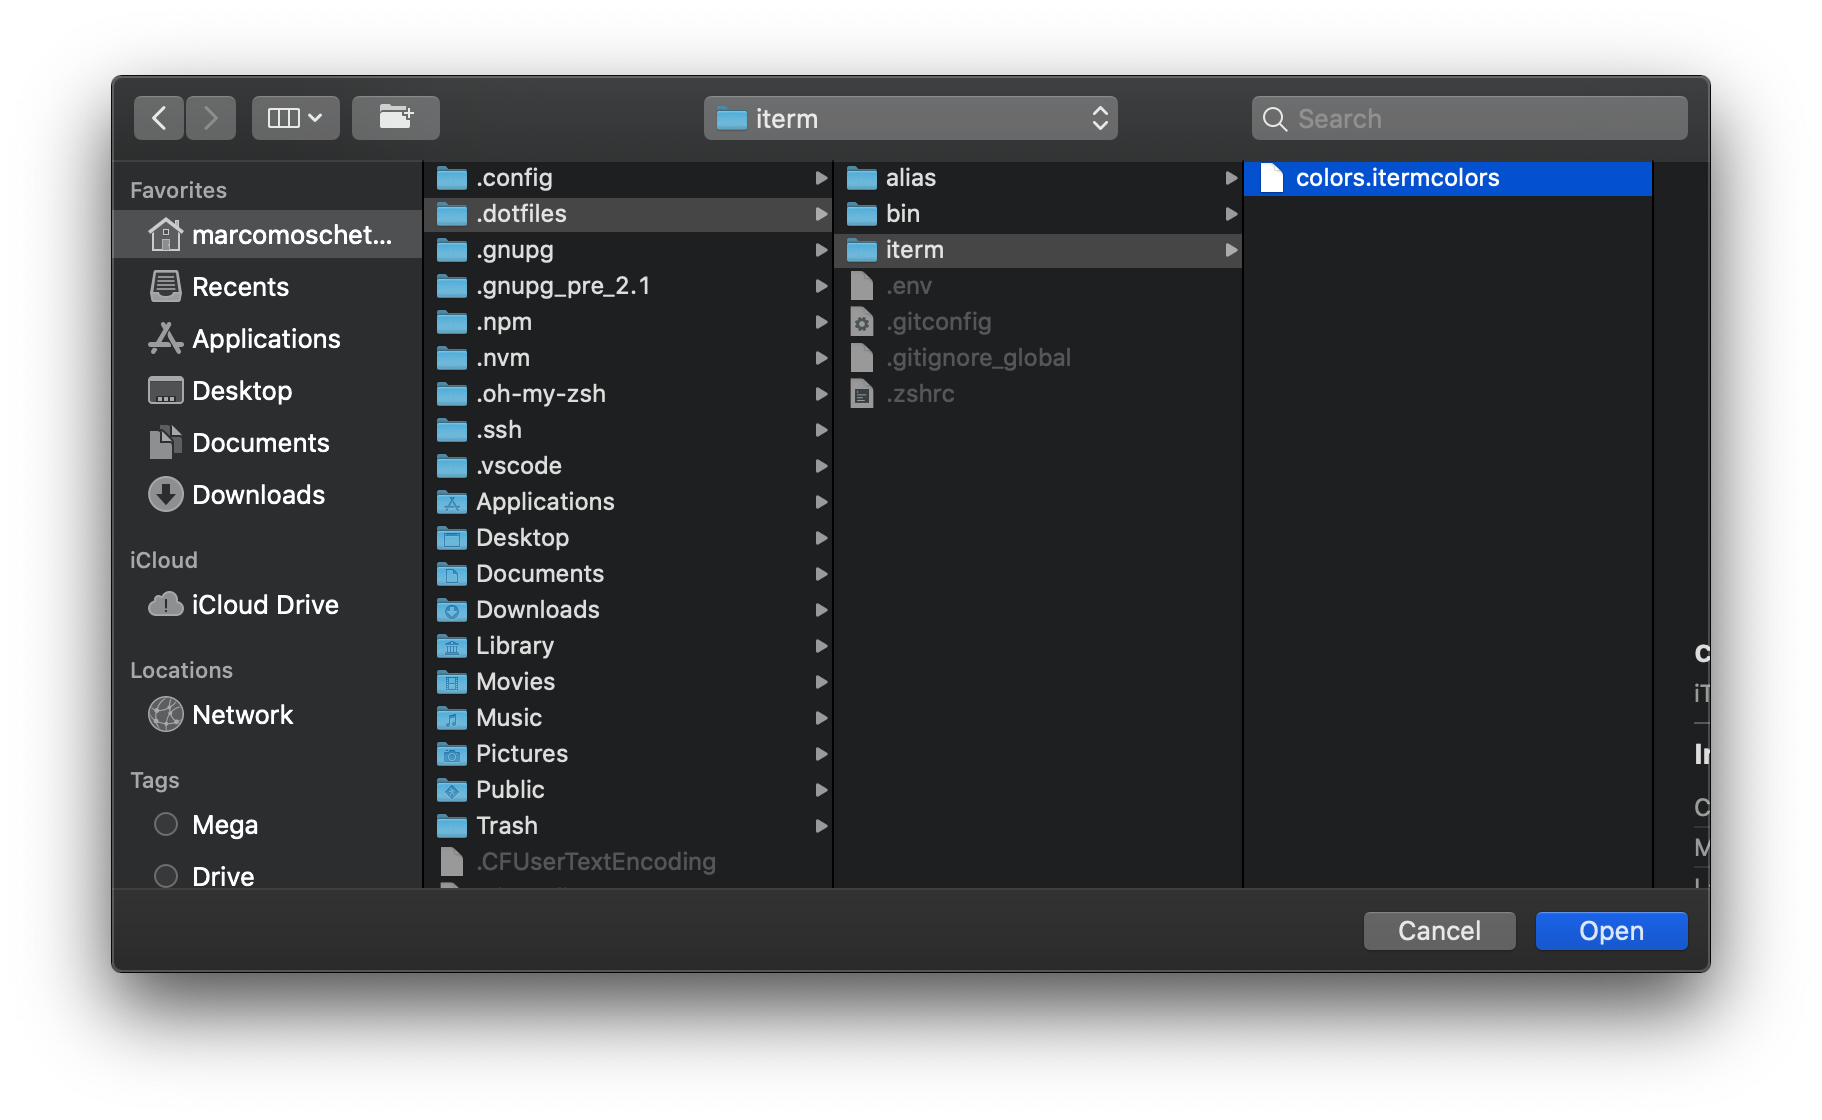 iterm
Search
Favorites
marcomoschet...
Recents
Applications
Desktop
Documents
Downloads
iCloud
iCloud Drive
Locations
Network
Tags
Mega
Drive
.config
.dotfiles
.gnupg
.gnupg_pre_2.1
.npm
.nvm
.oh-my-zsh
.ssh
.vscode
Applications
Desktop
Documents
Downloads
Library
Movies
Music
Pictures
Public
Trash
.CFUserTextEncoding
alias
bin
iterm
.env
.gitconfig
.gitignore_global
.zshrc
colors.itermcolors
Cancel
Open